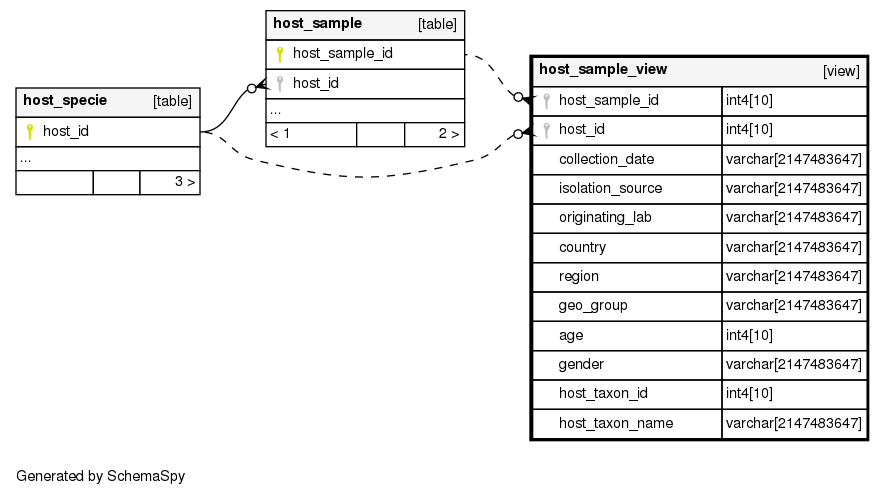 host_sample [table]
host_sample_id
host_id
...
< 1 2 >
host_specie [table]
host_id
...
3 >
host_sample_view [view]
host_sample_id int4[10]
host_id int4[10]
collection_date varchar[2147483647]
isolation_source varchar[2147483647]
originating_lab varchar[2147483647]
country varchar[2147483647]
region varchar[2147483647]
geo_group varchar[2147483647]
age int4[10]
gender varchar[2147483647]
host_taxon_id int4[10]
host_taxon_name varchar[2147483647]
Generated by SchemaSpy